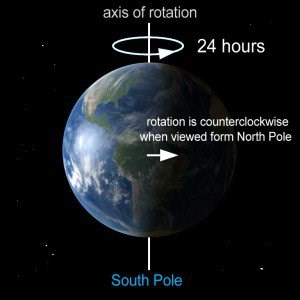 axis of rotation
24 hours
rotation is counterclockwise
when viewed form North Pole
South Pole